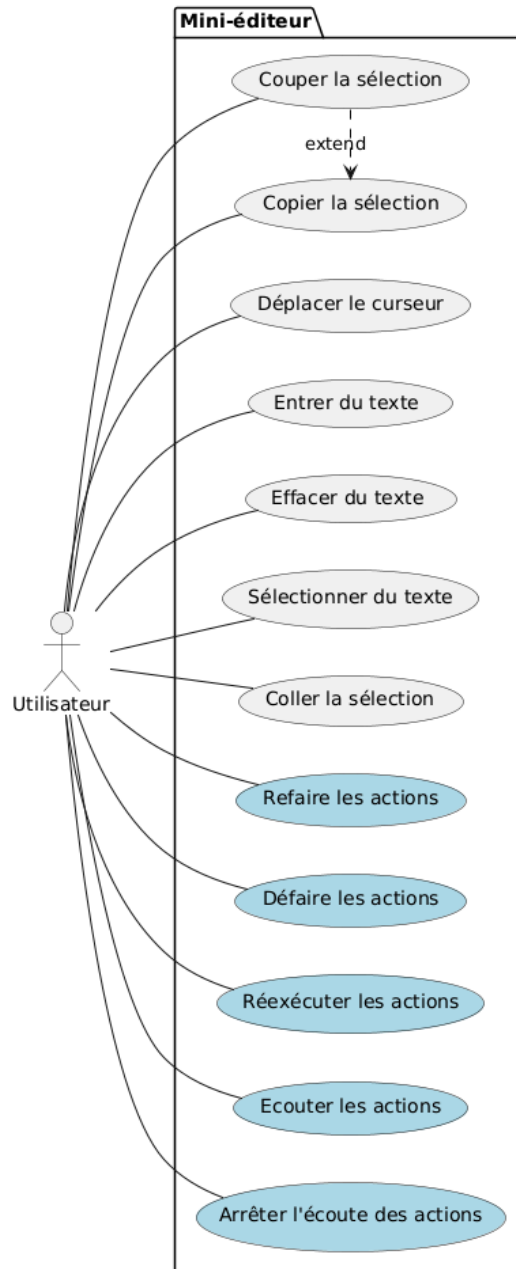 Mini-éditeur
Couper la sélection
extend
Copier la sélection
Déplacer le curseur
Entrer du texte
Effacer du texte
Sélectionner du texte
Utilisateur
Coller la sélection
Refaire les actions
Défaire les actions
Réexécuter les actions
Ecouter les actions
Arrêter l'écoute des actions